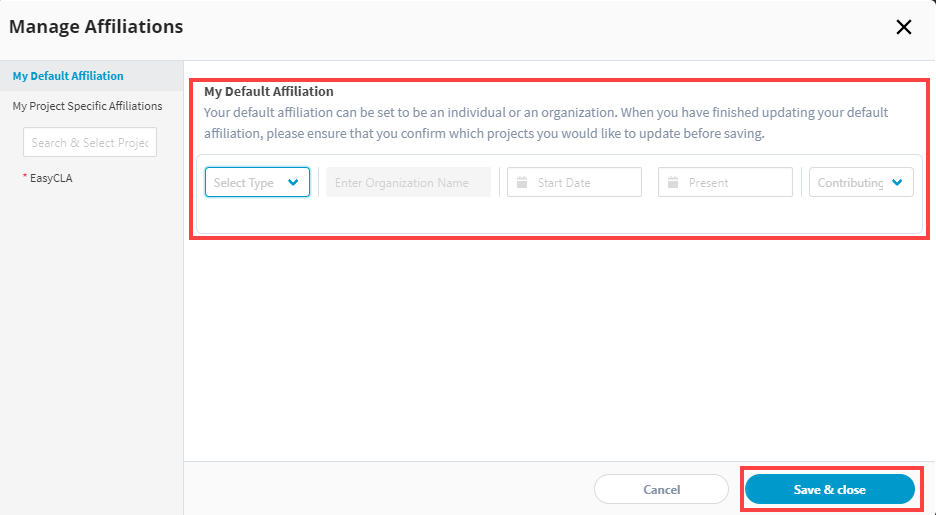 Manage Affiliations
My Default Affiliation
My Project Specific Affiliations
Search & Select Projec
* EasyCLA
My Default Affiliation
Your default affiliation can be set to be an individual or an organization. When you have finished updating your default
affiliation, please ensure that you confirm which projects you would like to update before saving.
Select Type Enter Organization Name Start Date Present Contributing
Cancel Save & close